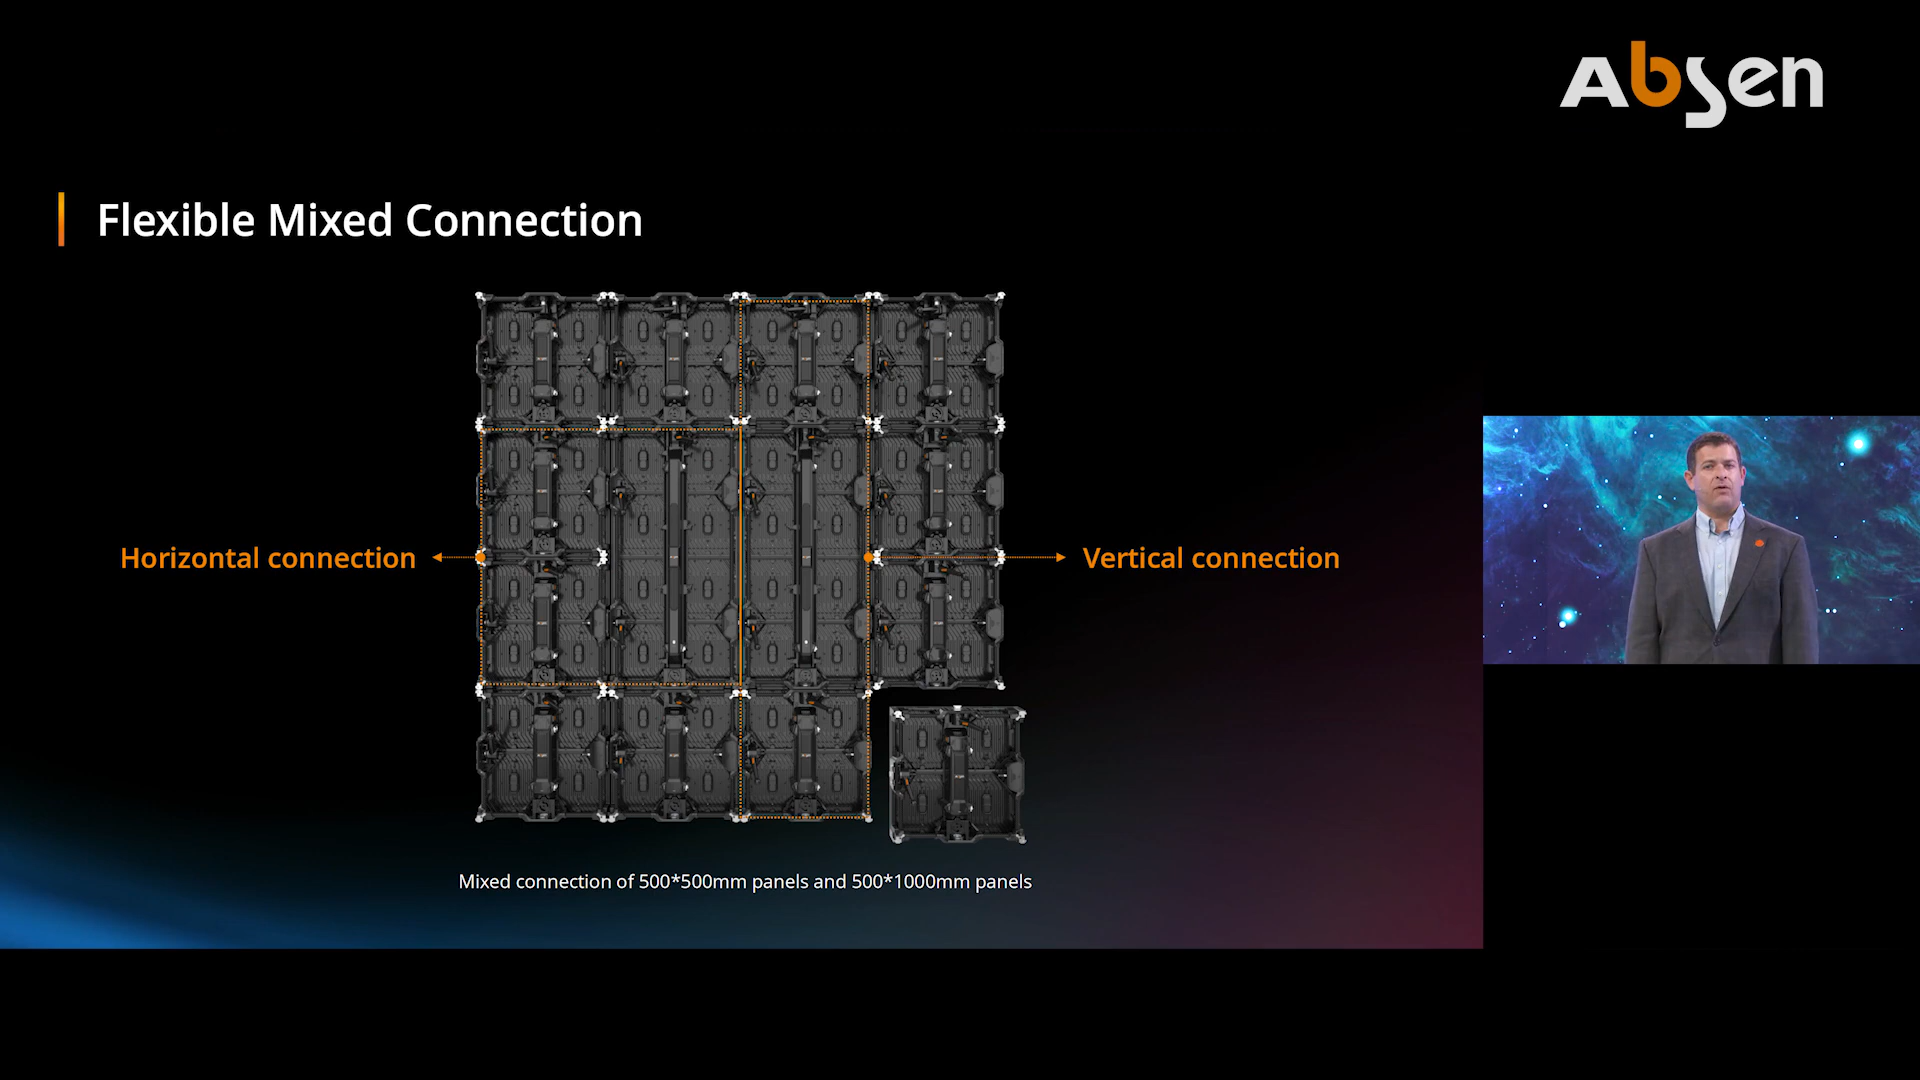 Absen
Flexible Mixed Connection
Horizontal connection
Vertical connection
Mixed connection of 500*500mm panels and 500*1000mm panels